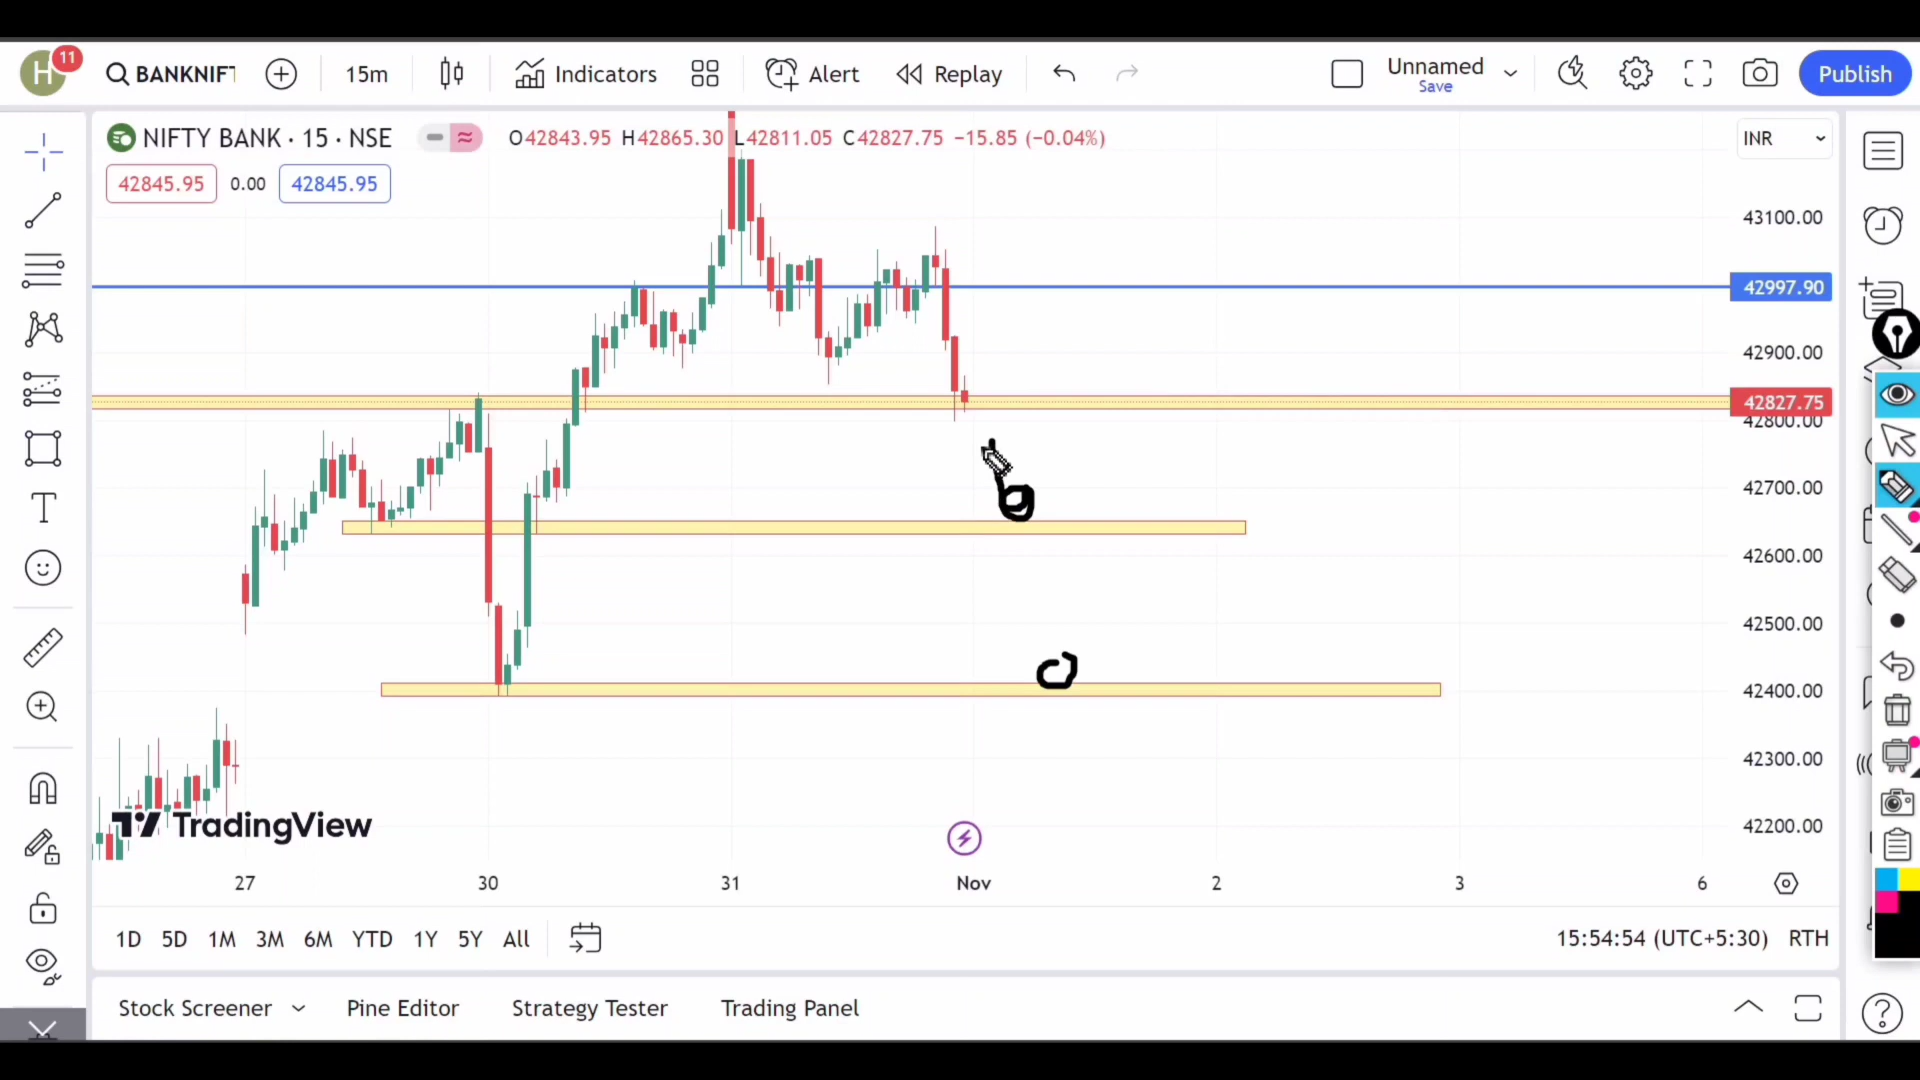 H
11
BANKNIFT
15m
Indicators
Alert
Replay
Unnamed
Save
Publish
NIFTY BANK · 15 · NSE
O42843.95 H42865.30 L42811.05 C42827.75 −15.85 (−0.04%)
INR
42845.95 0.00 42845.95
43100.00
42997.90
42900.00
42827.75
42800.00
42700.00
42600.00
42500.00
42400.00
42300.00
42200.00
TradingView
27 30 31 Nov 2 3 6
1D 5D 1M 3M 6M YTD 1Y 5Y All
15:54:54 (UTC+5:30) RTH
Stock Screener Pine Editor Strategy Tester Trading Panel